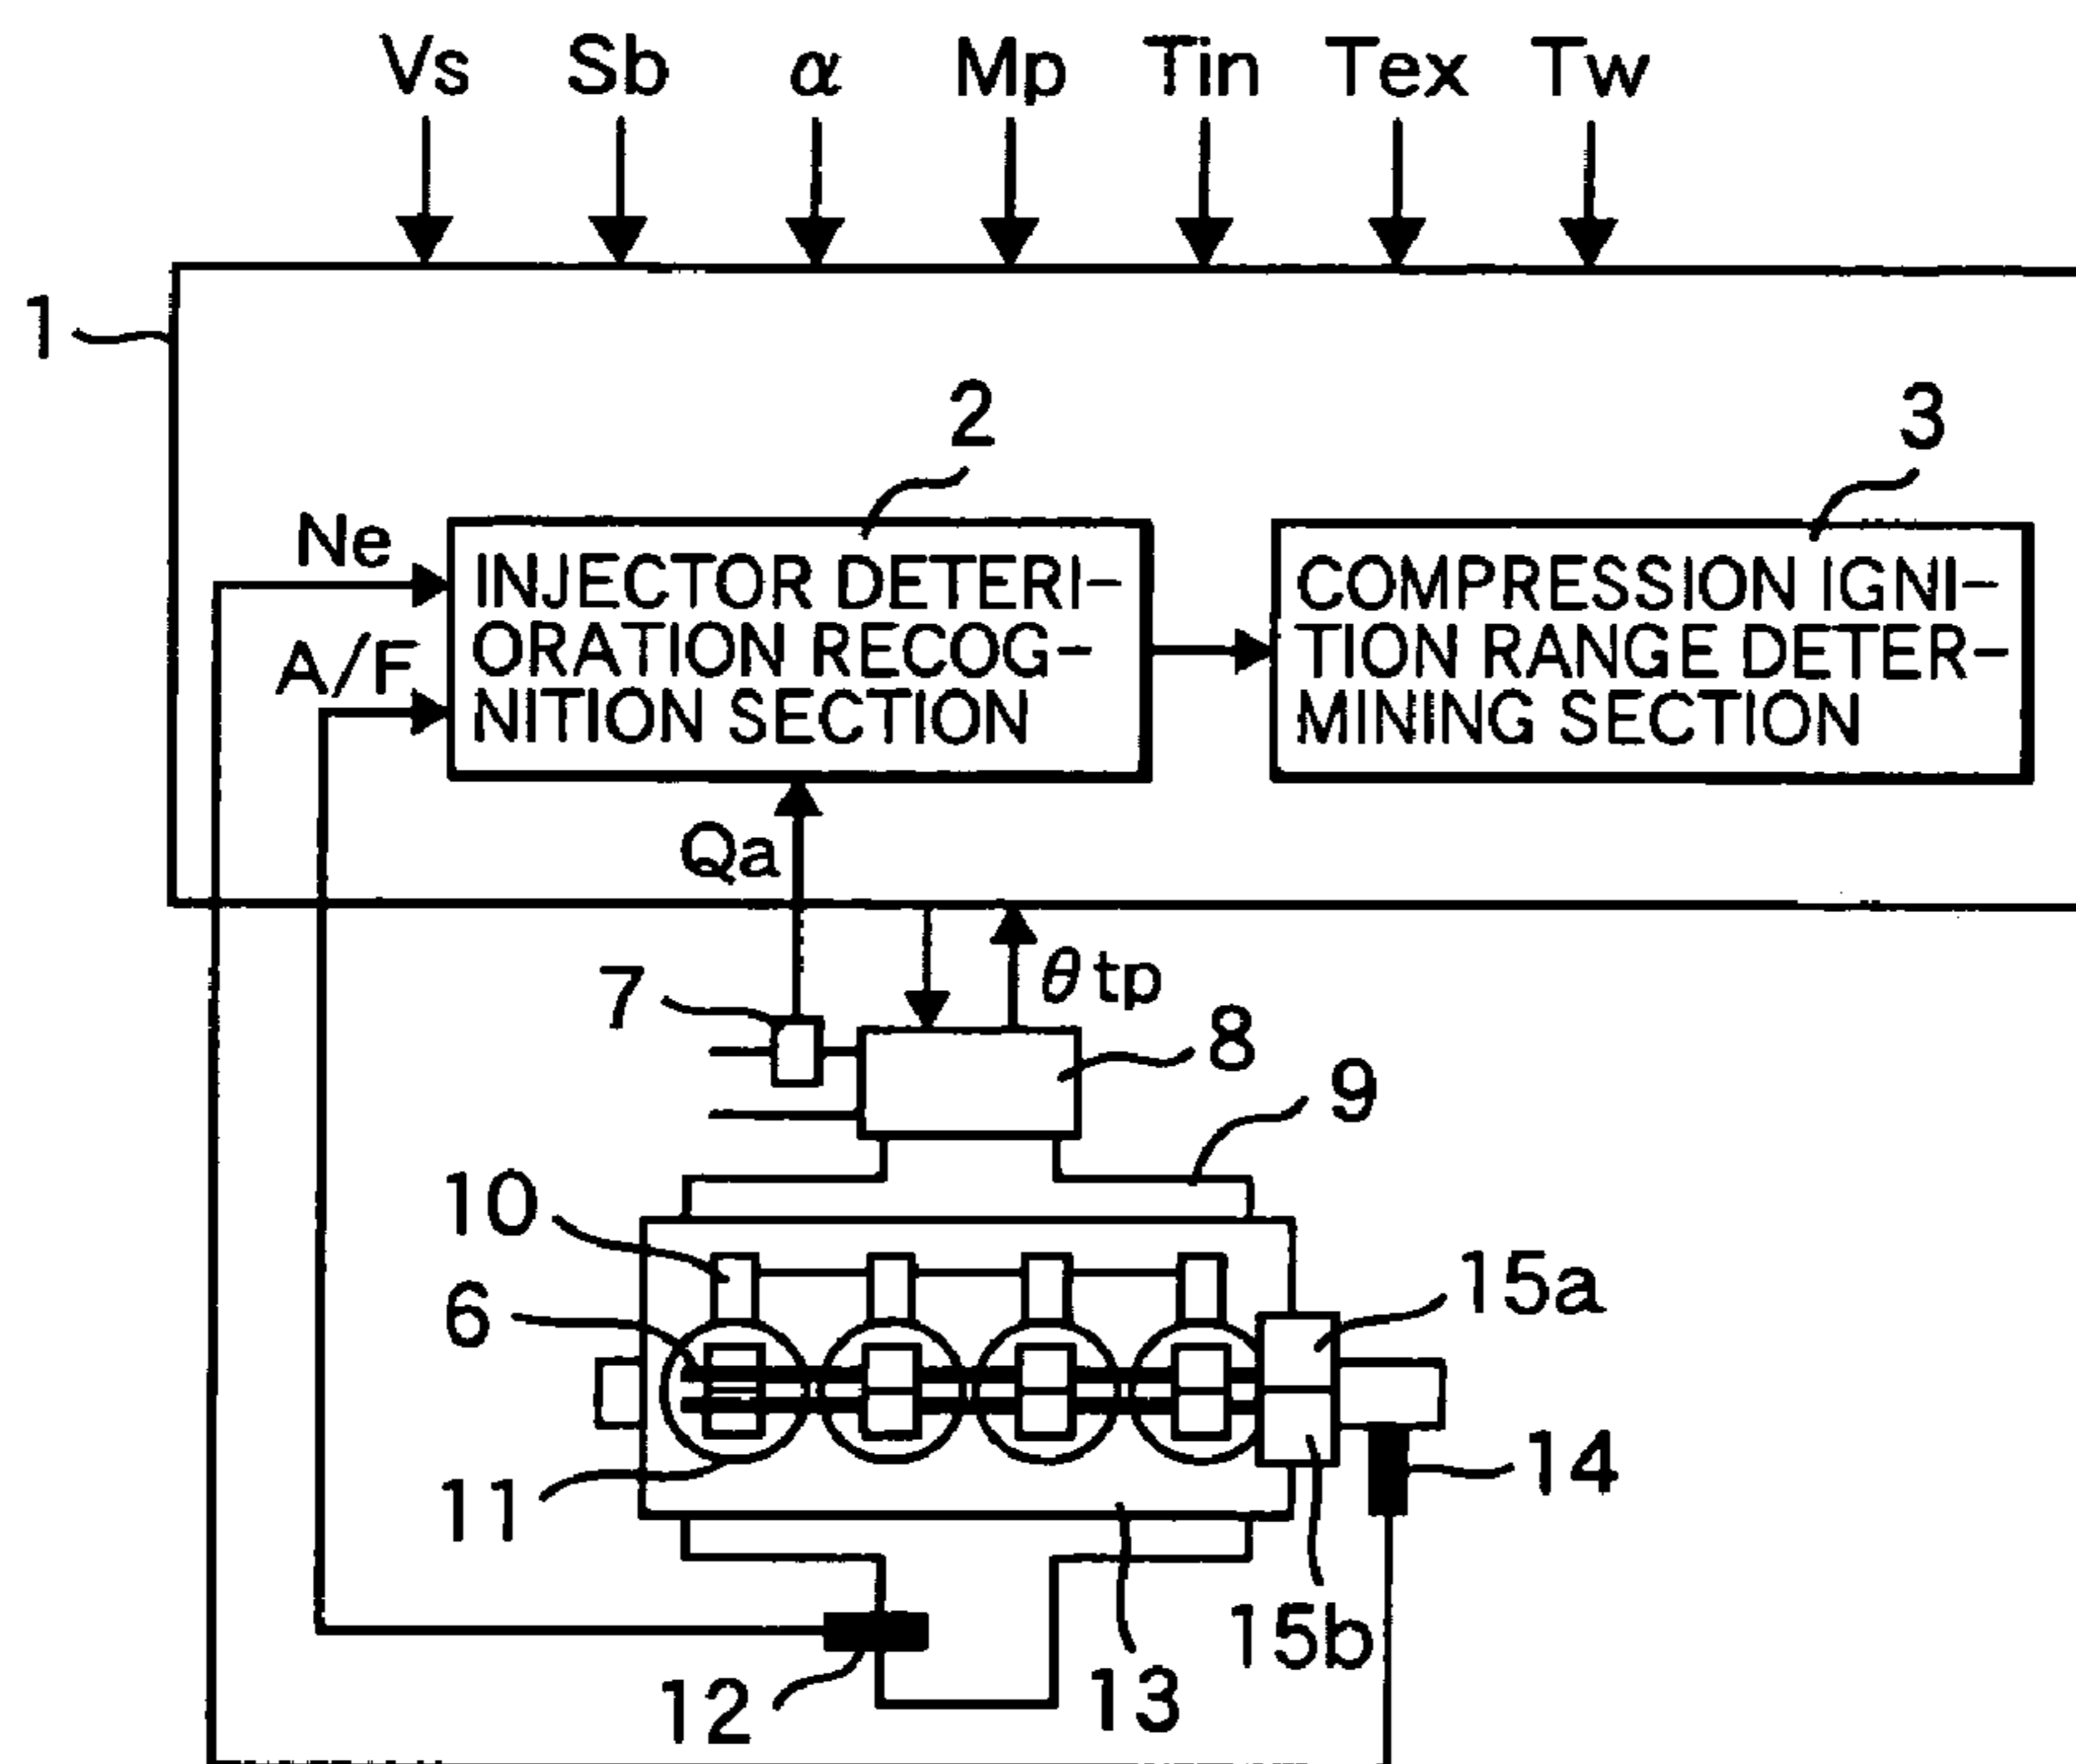 Vs Sb α Mp Tin Tex Tw
1
2
3
Ne
A/F
INJECTOR DETERI-
ORATION RECOG-
NITION SECTION
COMPRESSION IGNI-
TION RANGE DETER-
MINING SECTION
Qa
θtp
7
8
9
10
6
15a
11
14
15b
12
13